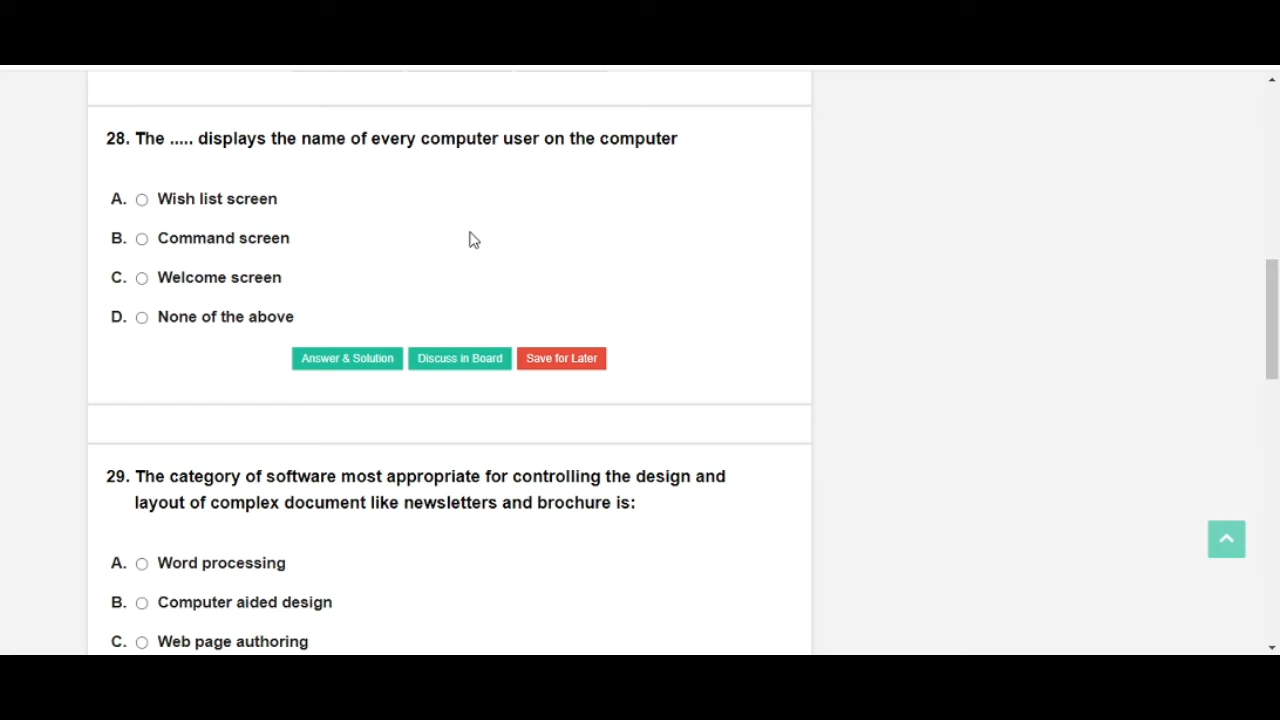 28. The ..... displays the name of every computer user on the computer
A. Wish list screen
B. Command screen
C. Welcome screen
D. None of the above
Answer & Solution Discuss in Board Save for Later
29. The category of software most appropriate for controlling the design and
layout of complex document like newsletters and brochure is:
A. Word processing
B. Computer aided design
C. Web page authoring